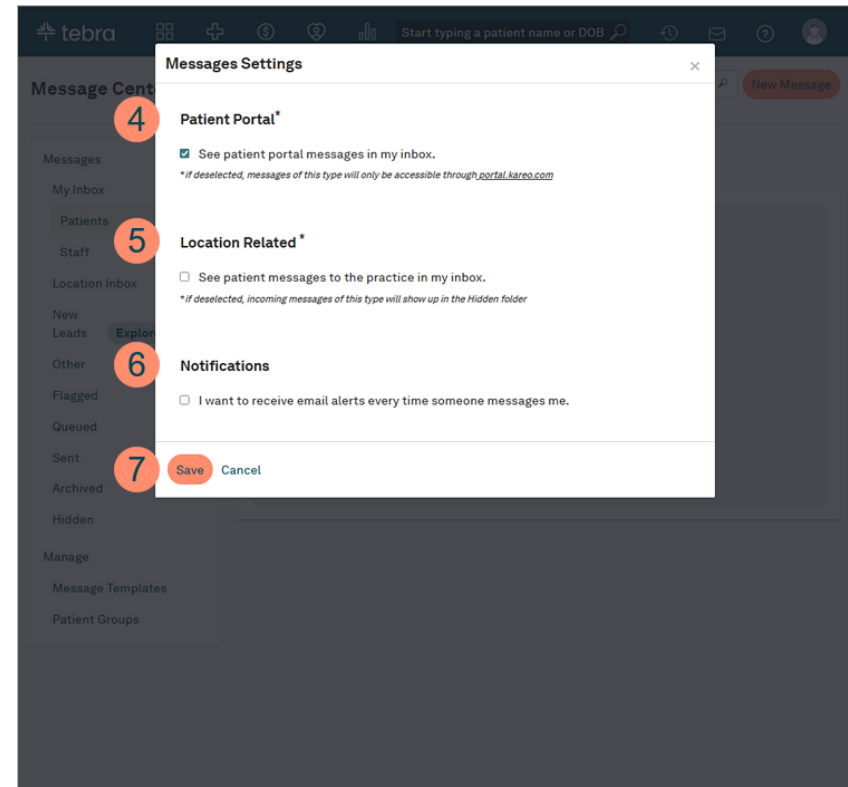 tebra
Start typing a patient name or DOB
Messages Settings
Message Cent
New Message
4
Patient Portal*
See patient portal messages in my inbox.
*if deselected, messages of this type will only be accessible through portal.kareo.com
Messages
My Inbox
Patients
Staff
5
Location Related *
See patient messages to the practice in my inbox.
*if deselected, incoming messages of this type will show up in the Hidden folder
Location Inbox
New
Leads
Explor
6
Notifications
I want to receive email alerts every time someone messages me.
Other
Flagged
Queued
Sent
7
Save Cancel
Archived
Hidden
Manage
Message Templates
Patient Groups